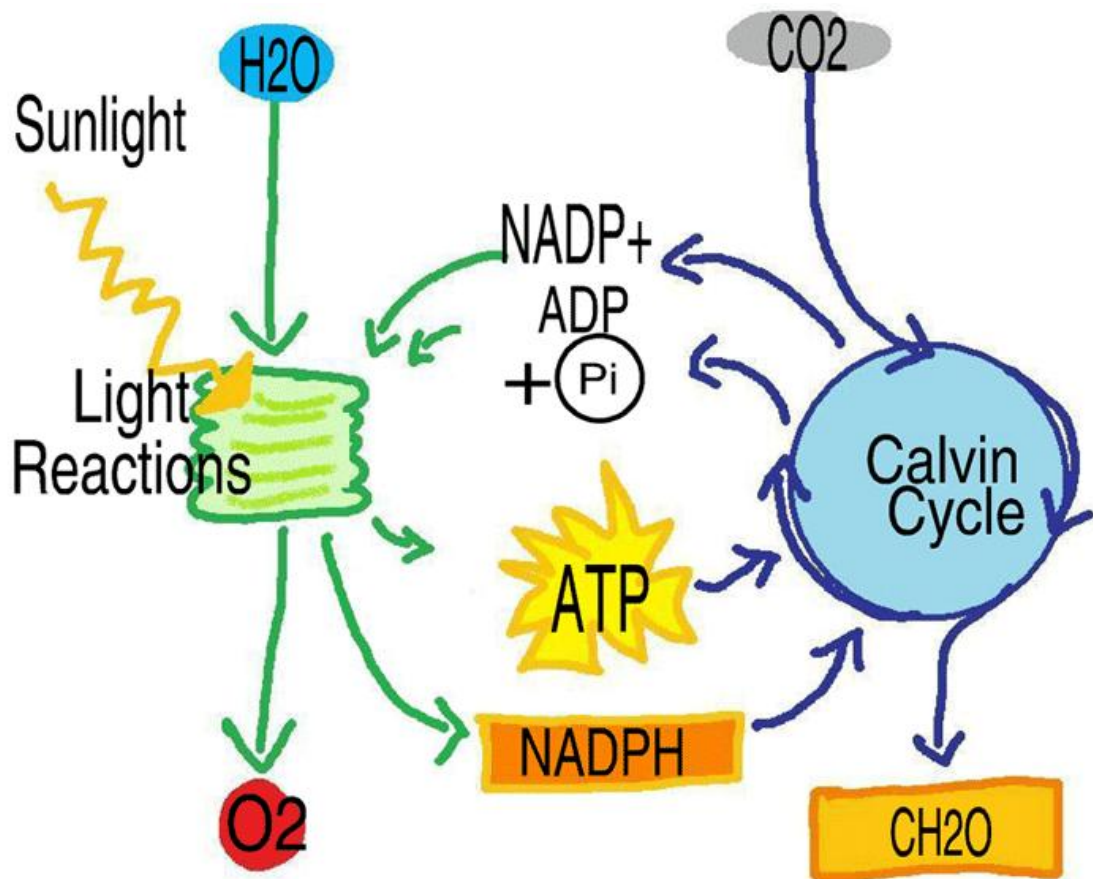 H2O
CO2
Sunlight
NADP+
ADP
+ Pi
Light
Reactions
Calvin
Cycle
ATP
NADPH
O2
CH2O